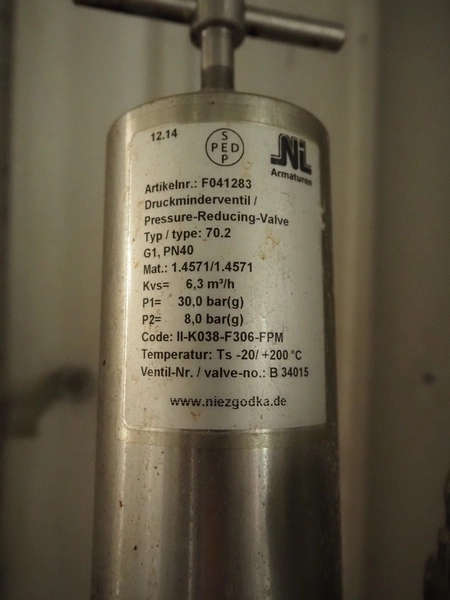 12.14
S
PED
P
NL
Armaturen
Artikelnr.: F041283
Druckminderventil /
Pressure-Reducing-Valve
Typ / type: 70.2
G1, PN40
Mat.: 1.4571/1.4571
Kvs= 6,3 m³/h
P1= 30,0 bar(g)
P2= 8,0 bar(g)
Code: II-K038-F306-FPM
Temperatur: Ts -20/ +200 °C
Ventil-Nr. / valve-no.: B 34015
www.niezgodka.de